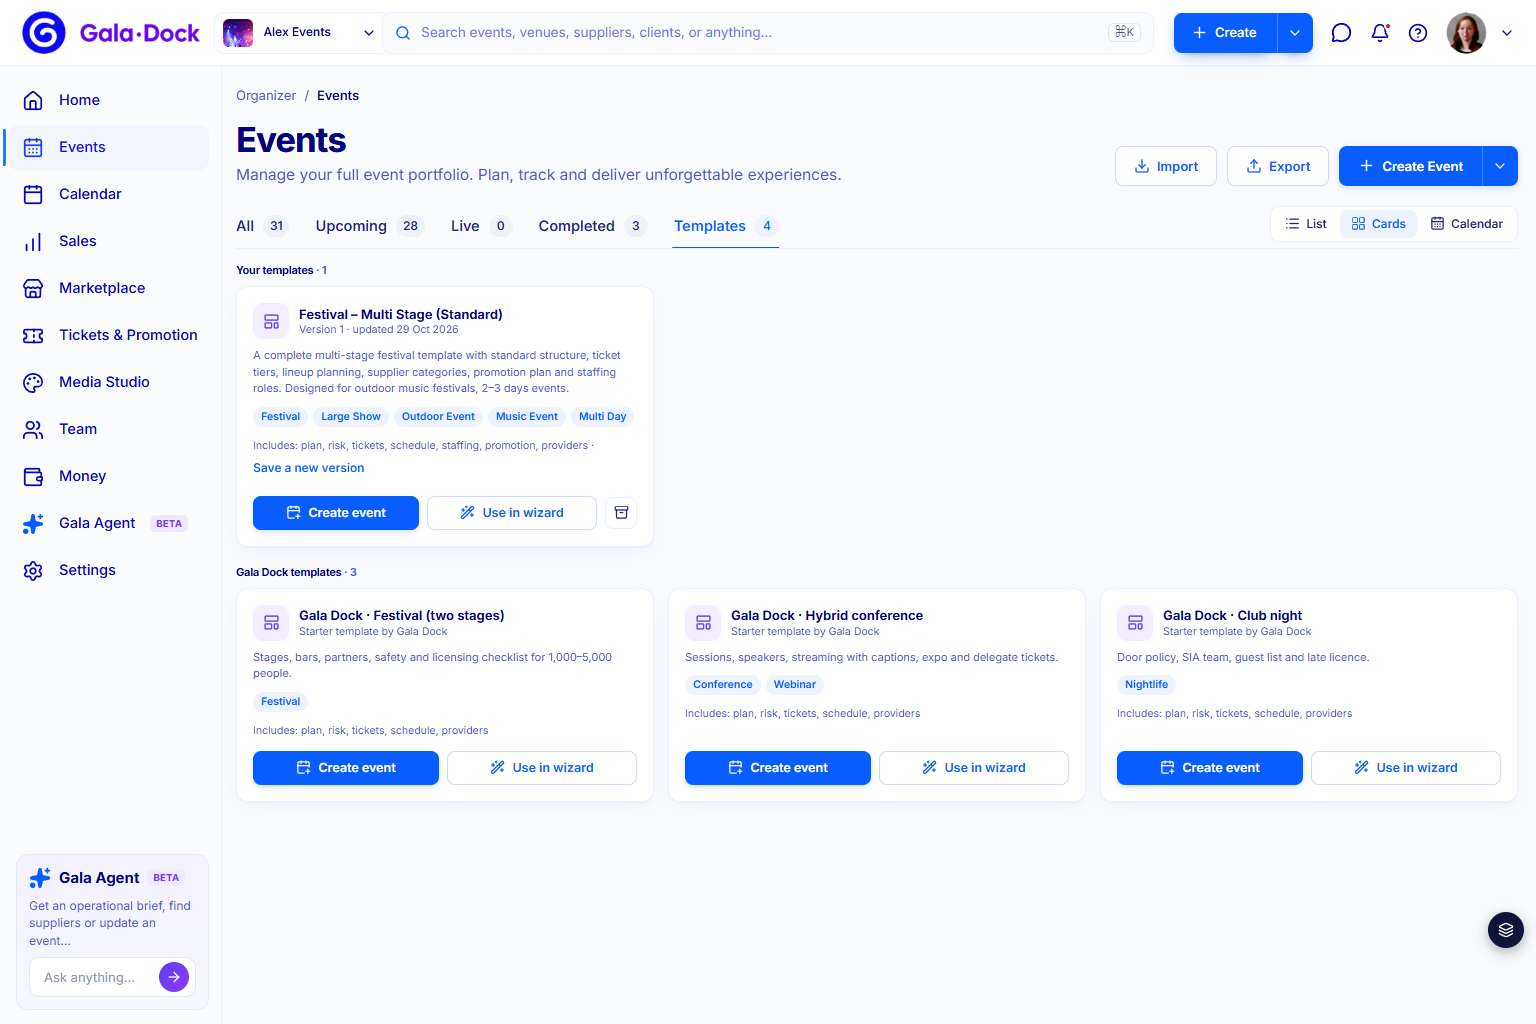 Gala·Dock
Alex Events
Search events, venues, suppliers, clients, or anything...
⌘K
Create
Home
Events
Calendar
Sales
Marketplace
Tickets & Promotion
Media Studio
Team
Money
Gala Agent BETA
Settings
Gala Agent BETA
Get an operational brief, find
suppliers or update an
event...
Ask anything...
Organizer / Events
Events
Manage your full event portfolio. Plan, track and deliver unforgettable experiences.
Import
Export
Create Event
All 31
Upcoming 28
Live 0
Completed 3
Templates 4
List
Cards
Calendar
Your templates · 1
Festival – Multi Stage (Standard)
Version 1 · updated 29 Oct 2026
A complete multi-stage festival template with standard structure, ticket
tiers, lineup planning, supplier categories, promotion plan and staffing
roles. Designed for outdoor music festivals, 2–3 days events.
Festival Large Show Outdoor Event Music Event Multi Day
Includes: plan, risk, tickets, schedule, staffing, promotion, providers ·
Save a new version
Create event
Use in wizard
Gala Dock templates · 3
Gala Dock · Festival (two stages)
Starter template by Gala Dock
Stages, bars, partners, safety and licensing checklist for 1,000–5,000
people.
Festival
Includes: plan, risk, tickets, schedule, providers
Create event
Use in wizard
Gala Dock · Hybrid conference
Starter template by Gala Dock
Sessions, speakers, streaming with captions, expo and delegate tickets.
Conference Webinar
Includes: plan, risk, tickets, schedule, providers
Create event
Use in wizard
Gala Dock · Club night
Starter template by Gala Dock
Door policy, SIA team, guest list and late licence.
Nightlife
Includes: plan, risk, tickets, schedule, providers
Create event
Use in wizard